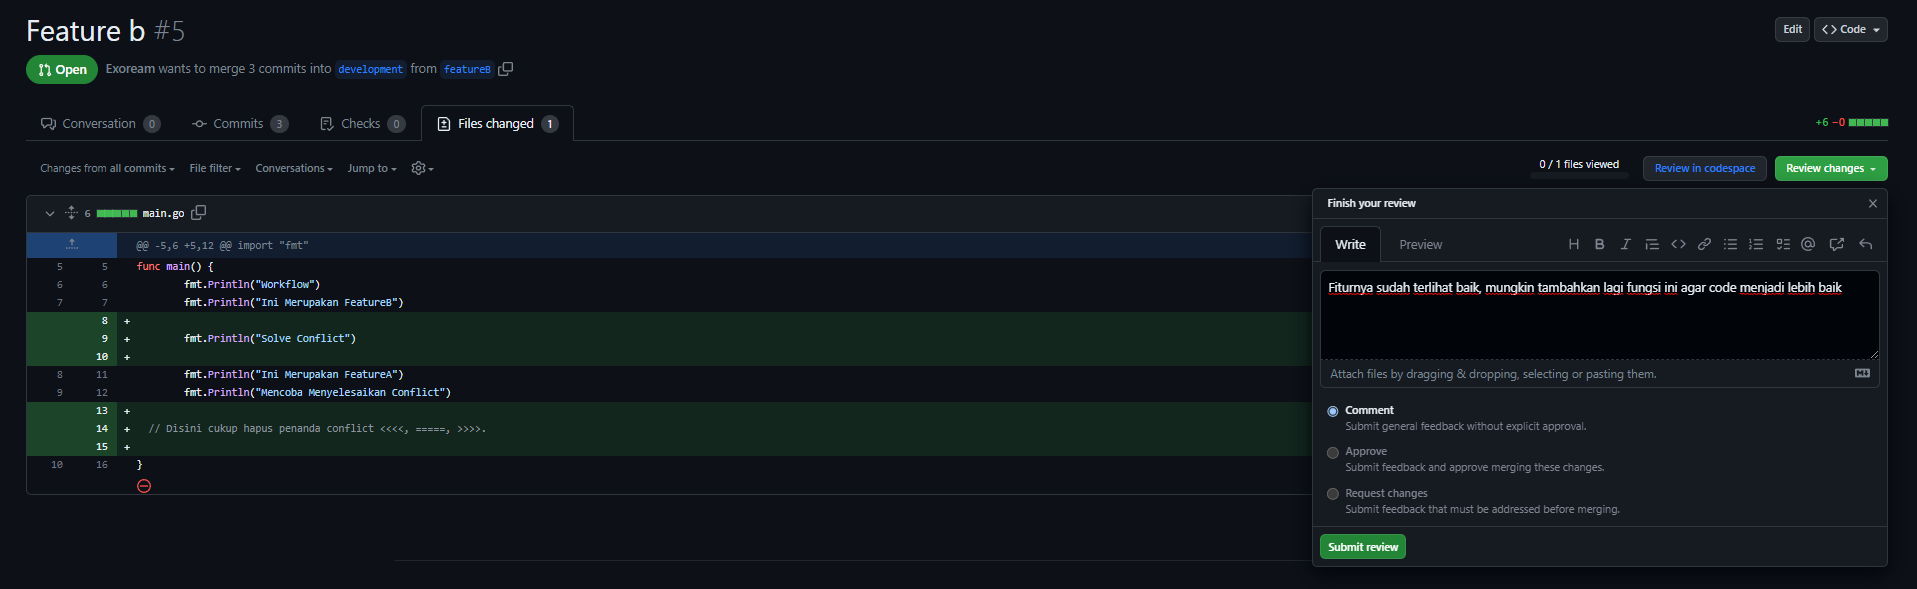 Feature b #5
Edit
<> Code
Open
Exoream wants to merge 3 commits into development from featureB
Conversation 0
Commits 3
Checks 0
Files changed 1
+6 −0
Changes from all commits
File filter
Conversations
Jump to
0 / 1 files viewed
Review in codespace
Review changes
6 main.go
@@ -5,6 +5,12 @@ import "fmt"
5 5 func main() {
6 6 fmt.Println("Workflow")
7 7 fmt.Println("Ini Merupakan FeatureB")
8 +
9 + fmt.Println("Solve Conflict")
10 +
8 11 fmt.Println("Ini Merupakan FeatureA")
9 12 fmt.Println("Mencoba Menyelesaikan Conflict")
13 +
14 + // Disini cukup hapus penanda conflict <<<<, =====, >>>>.
15 +
10 16 }
Finish your review
Write
Preview
Fiturnya sudah terlihat baik, mungkin tambahkan lagi fungsi ini agar code menjadi lebih baik
Attach files by dragging & dropping, selecting or pasting them.
Comment
Submit general feedback without explicit approval.
Approve
Submit feedback and approve merging these changes.
Request changes
Submit feedback that must be addressed before merging.
Submit review